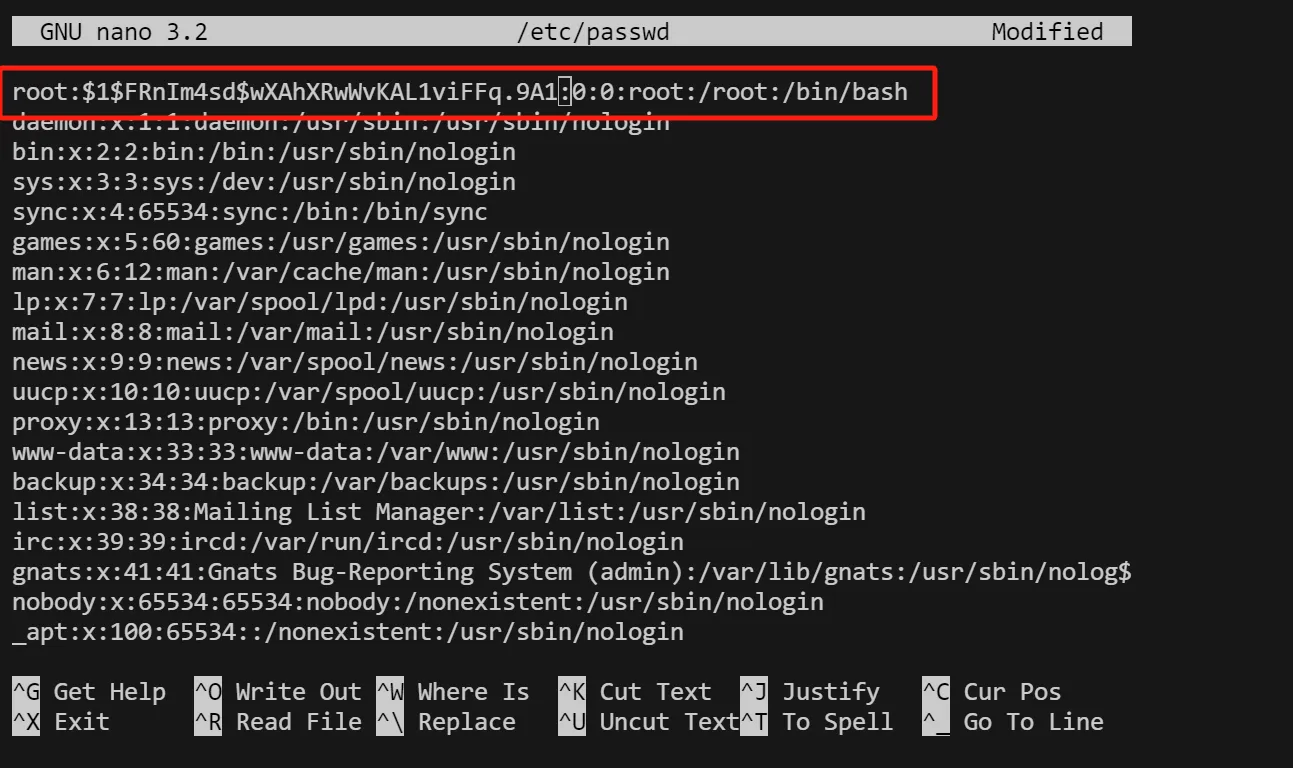 GNU nano 3.2 /etc/passwd Modified
root:$1$FRnIm4sd$wXAhXRwWvKAL1viFFq.9A1:0:0:root:/root:/bin/bash
daemon:x:1:1:daemon:/usr/sbin:/usr/sbin/nologin
bin:x:2:2:bin:/bin:/usr/sbin/nologin
sys:x:3:3:sys:/dev:/usr/sbin/nologin
sync:x:4:65534:sync:/bin:/bin/sync
games:x:5:60:games:/usr/games:/usr/sbin/nologin
man:x:6:12:man:/var/cache/man:/usr/sbin/nologin
lp:x:7:7:lp:/var/spool/lpd:/usr/sbin/nologin
mail:x:8:8:mail:/var/mail:/usr/sbin/nologin
news:x:9:9:news:/var/spool/news:/usr/sbin/nologin
uucp:x:10:10:uucp:/var/spool/uucp:/usr/sbin/nologin
proxy:x:13:13:proxy:/bin:/usr/sbin/nologin
www-data:x:33:33:www-data:/var/www:/usr/sbin/nologin
backup:x:34:34:backup:/var/backups:/usr/sbin/nologin
list:x:38:38:Mailing List Manager:/var/list:/usr/sbin/nologin
irc:x:39:39:ircd:/var/run/ircd:/usr/sbin/nologin
gnats:x:41:41:Gnats Bug-Reporting System (admin):/var/lib/gnats:/usr/sbin/nolog$
nobody:x:65534:65534:nobody:/nonexistent:/usr/sbin/nologin
_apt:x:100:65534::/nonexistent:/usr/sbin/nologin
^G Get Help ^O Write Out ^W Where Is ^K Cut Text ^J Justify ^C Cur Pos
^X Exit ^R Read File ^\ Replace ^U Uncut Text^T To Spell ^_ Go To Line